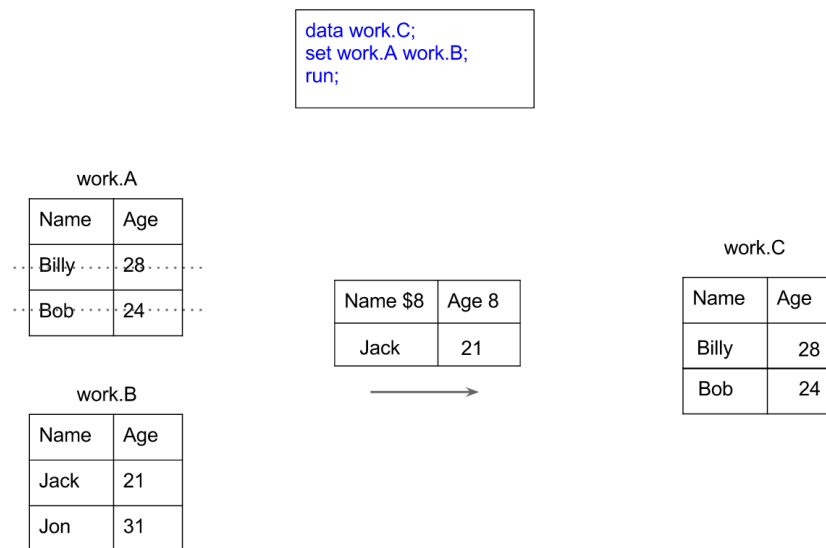 data work.C;
set work.A work.B;
run;
work.A
Name Age
Billy 28
Bob 24
work.B
Name Age
Jack 21
Jon 31
Name $8 Age 8
Jack 21
work.C
Name Age
Billy 28
Bob 24